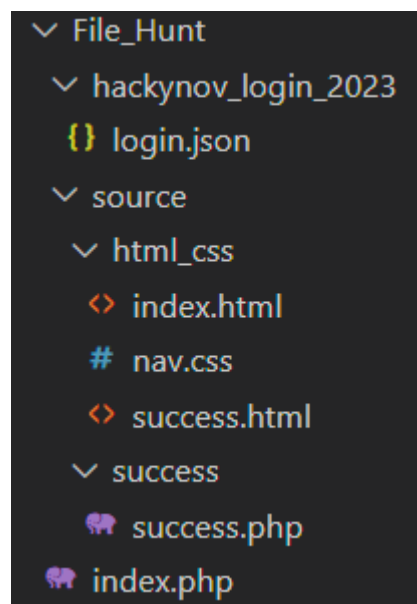 File_Hunt
hackynov_login_2023
{} login.json
source
html_css
<> index.html
# nav.css
<> success.html
success
success.php
index.php